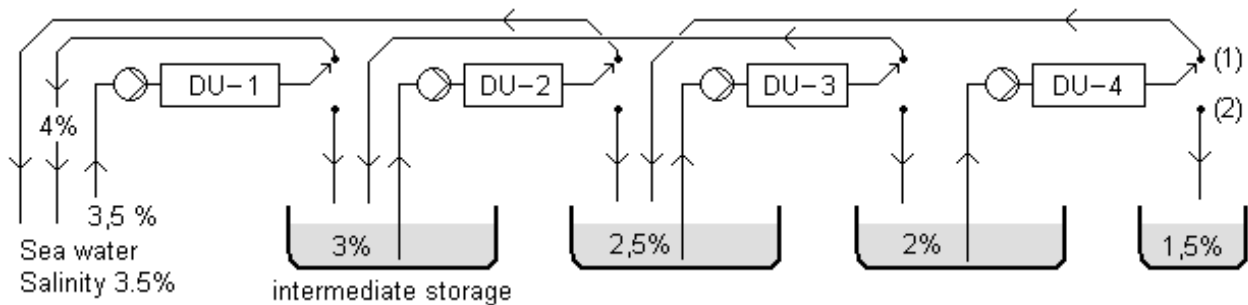 DU-1
DU-2
DU-3
DU-4
(1)
(2)
4%
3,5 %
Sea water
Salinity 3.5%
3%
2,5%
2%
1,5%
intermediate storage